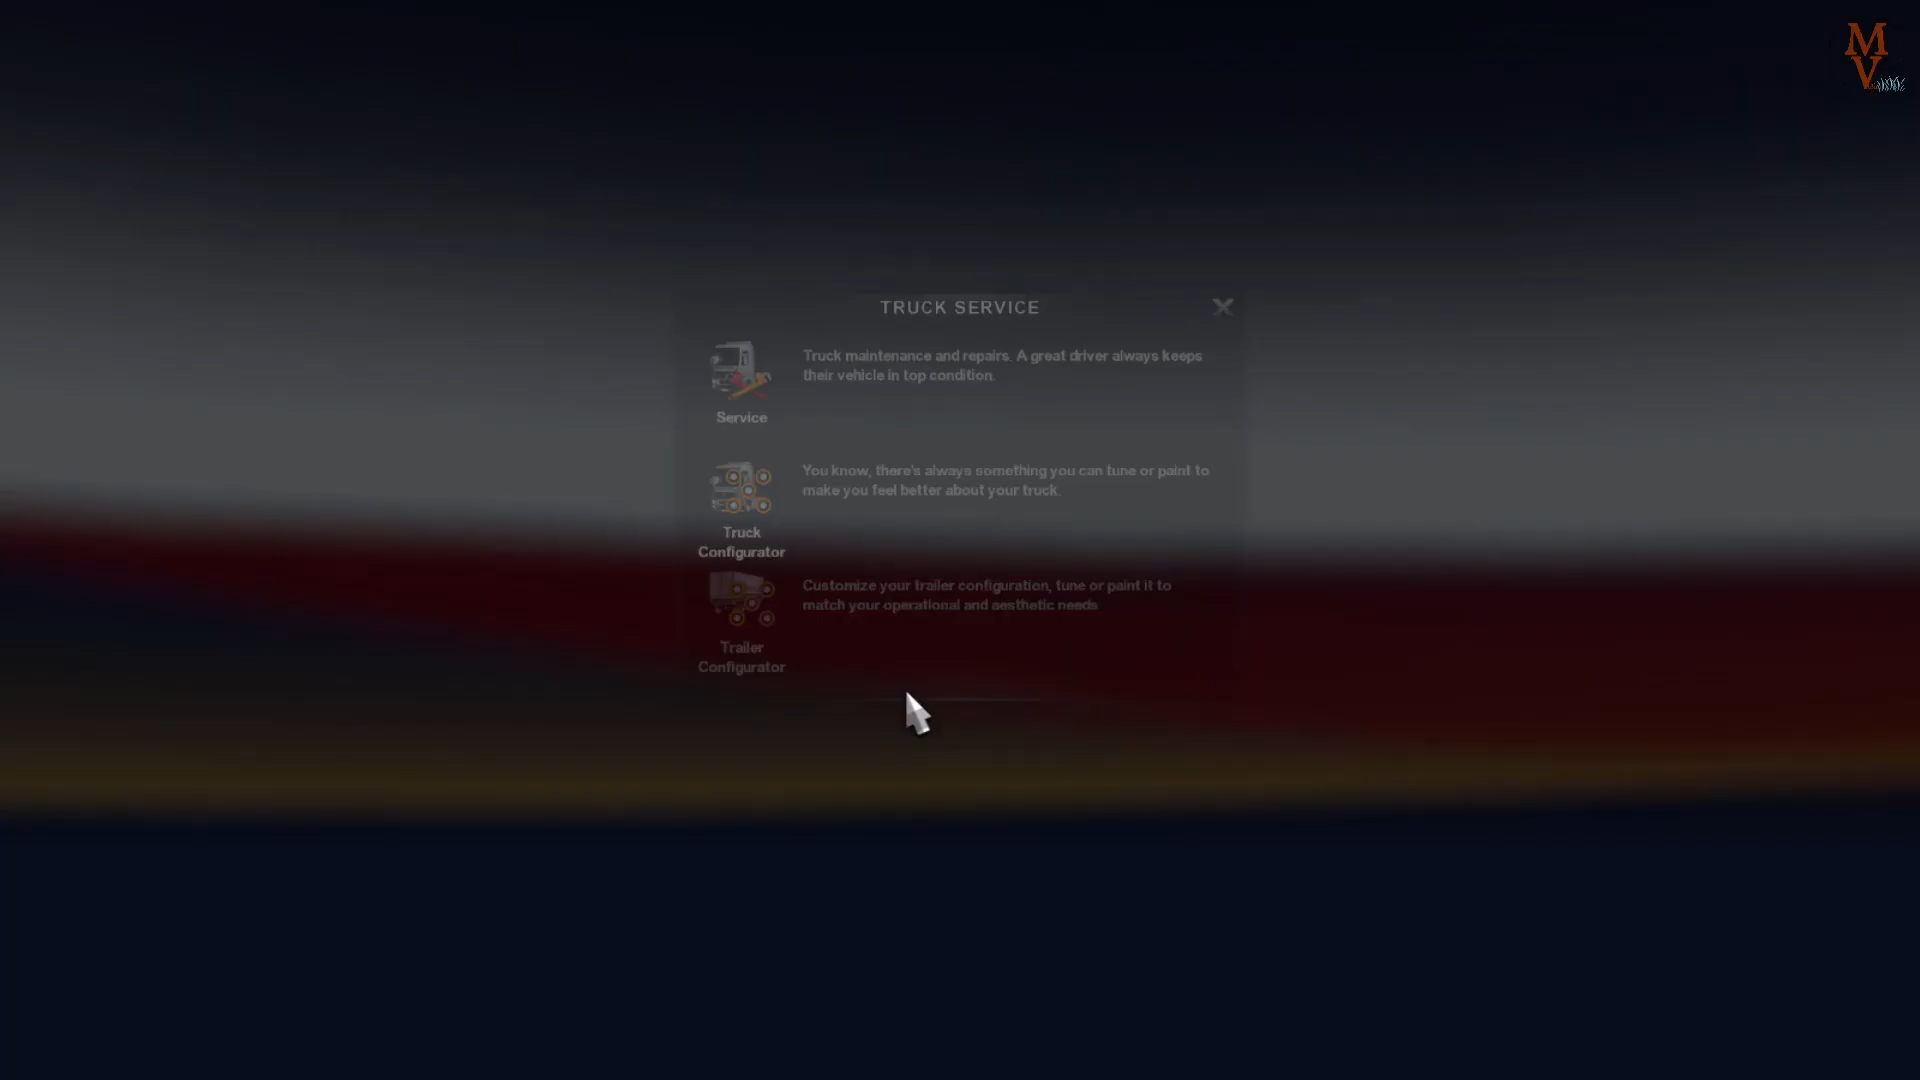 M
V
TRUCK SERVICE
Truck maintenance and repairs. A great driver always keeps
their vehicle in top condition.
Service
You know, there's always something you can tune or paint to
make you feel better about your truck.
Truck
Configurator
Customize your trailer configuration, tune or paint it to
match your operational and aesthetic needs
Trailer
Configurator